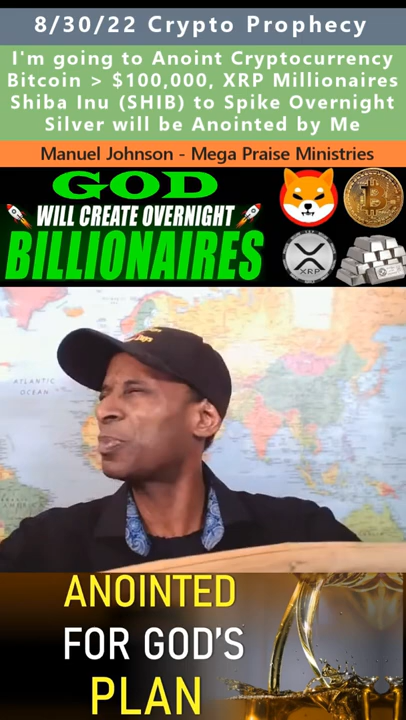 8/30/22 Crypto Prophecy
I'm going to Anoint Cryptocurrency
Bitcoin > $100,000, XRP Millionaires
Shiba Inu (SHIB) to Spike Overnight
Silver will be Anointed by Me
Manuel Johnson - Mega Praise Ministries
GOD
WILL CREATE OVERNIGHT
BILLIONAIRES
XRP
ATLANTIC
OCEAN
ANOINTED
FOR GOD'S
PLAN